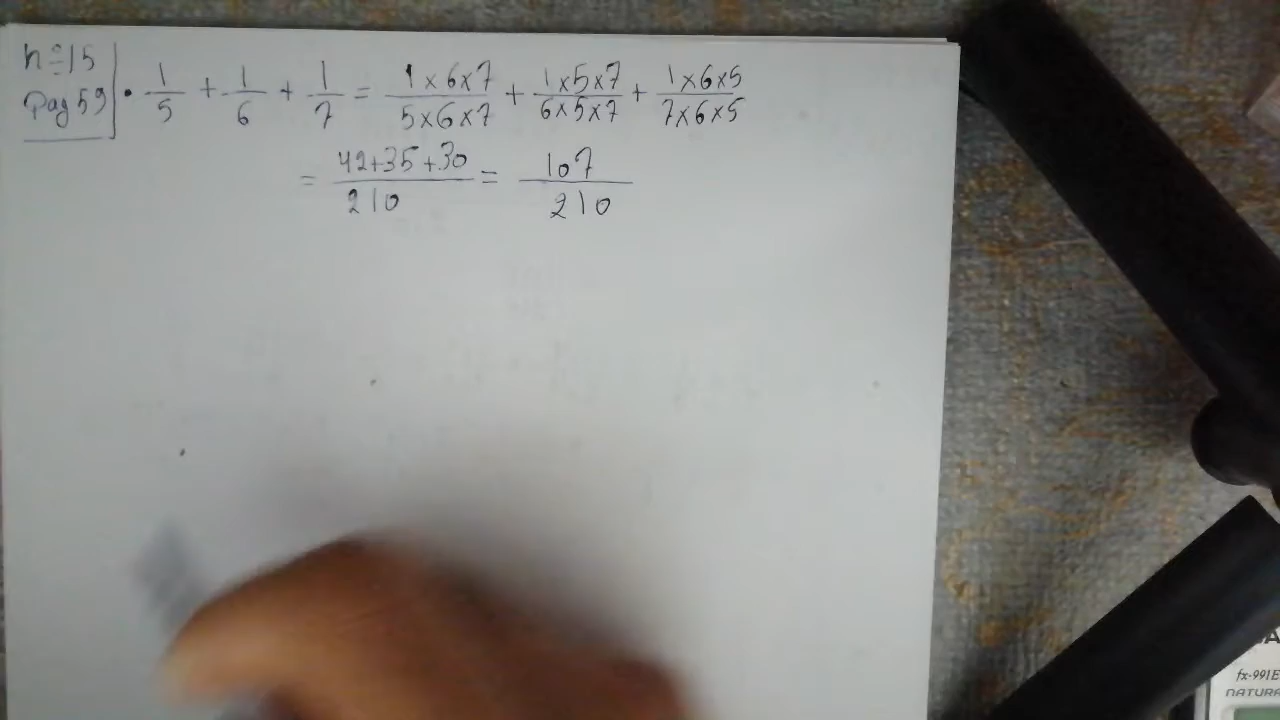 n°15
Pag 59
• 1/5 + 1/6 + 1/7 = 1×6×7/5×6×7 + 1×5×7/6×5×7 + 1×6×5/7×6×5
= 42+35+30/210 = 107/210
fx-991E
NATURA